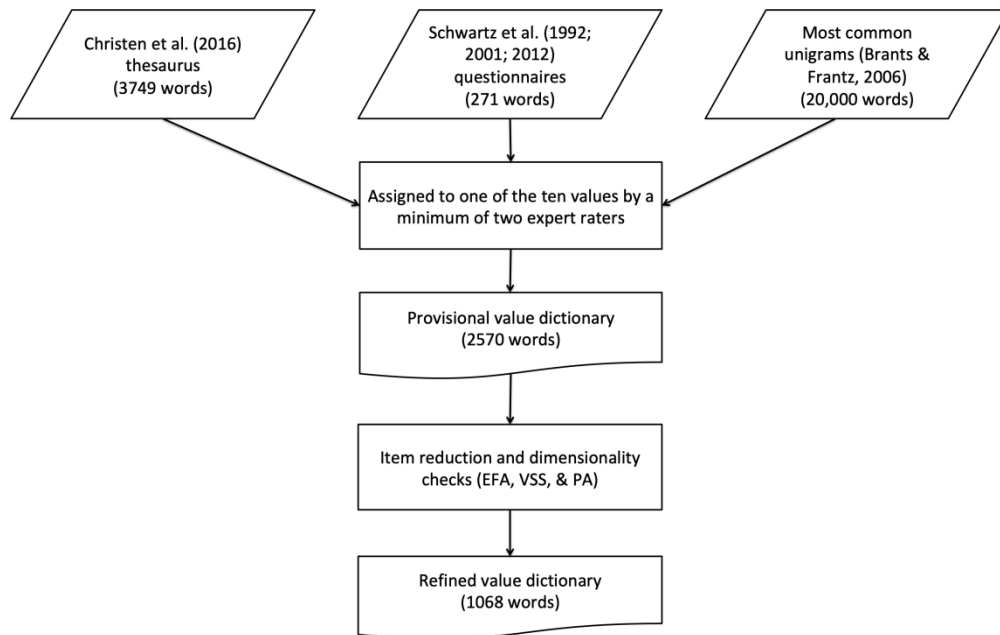 Christen et al. (2016)
thesaurus
(3749 words)
Schwartz et al. (1992;
2001; 2012)
questionnaires
(271 words)
Most common
unigrams (Brants &
Frantz, 2006)
(20,000 words)
Assigned to one of the ten values by a
minimum of two expert raters
Provisional value dictionary
(2570 words)
Item reduction and dimensionality
checks (EFA, VSS, & PA)
Refined value dictionary
(1068 words)